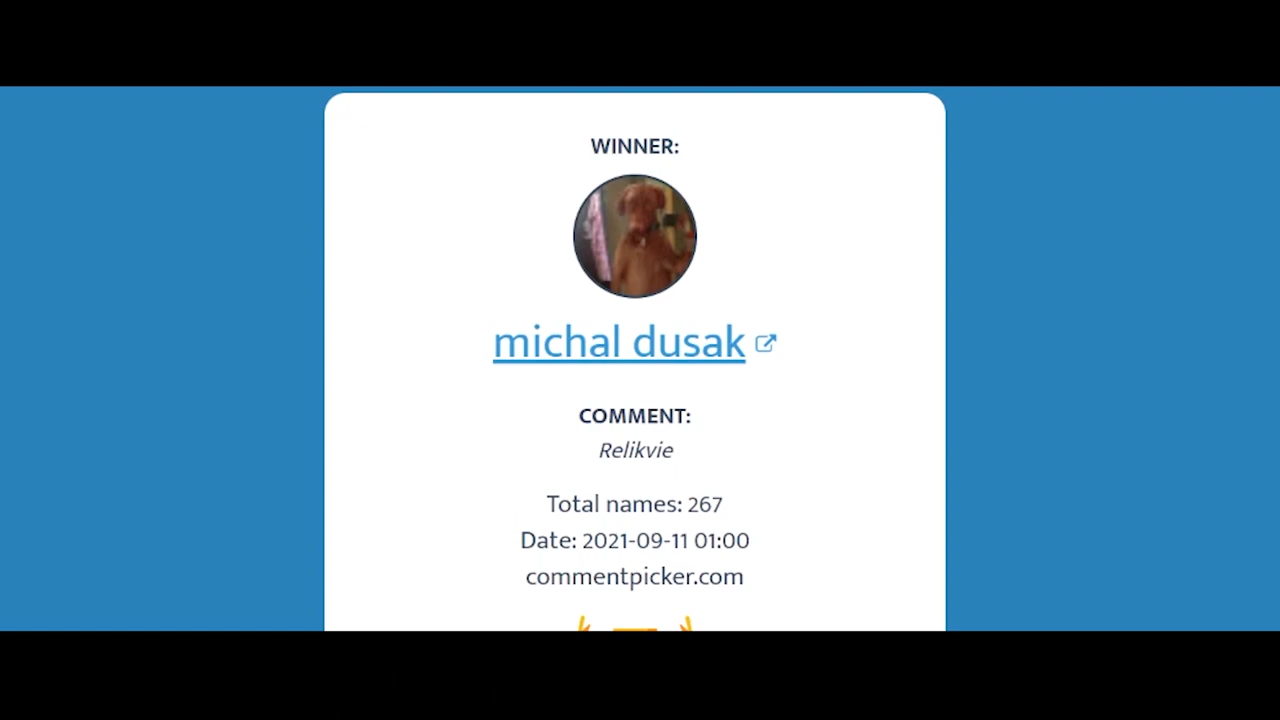 WINNER:
michal dusak
COMMENT:
Relikvie
Total names: 267
Date: 2021-09-11 01:00
commentpicker.com